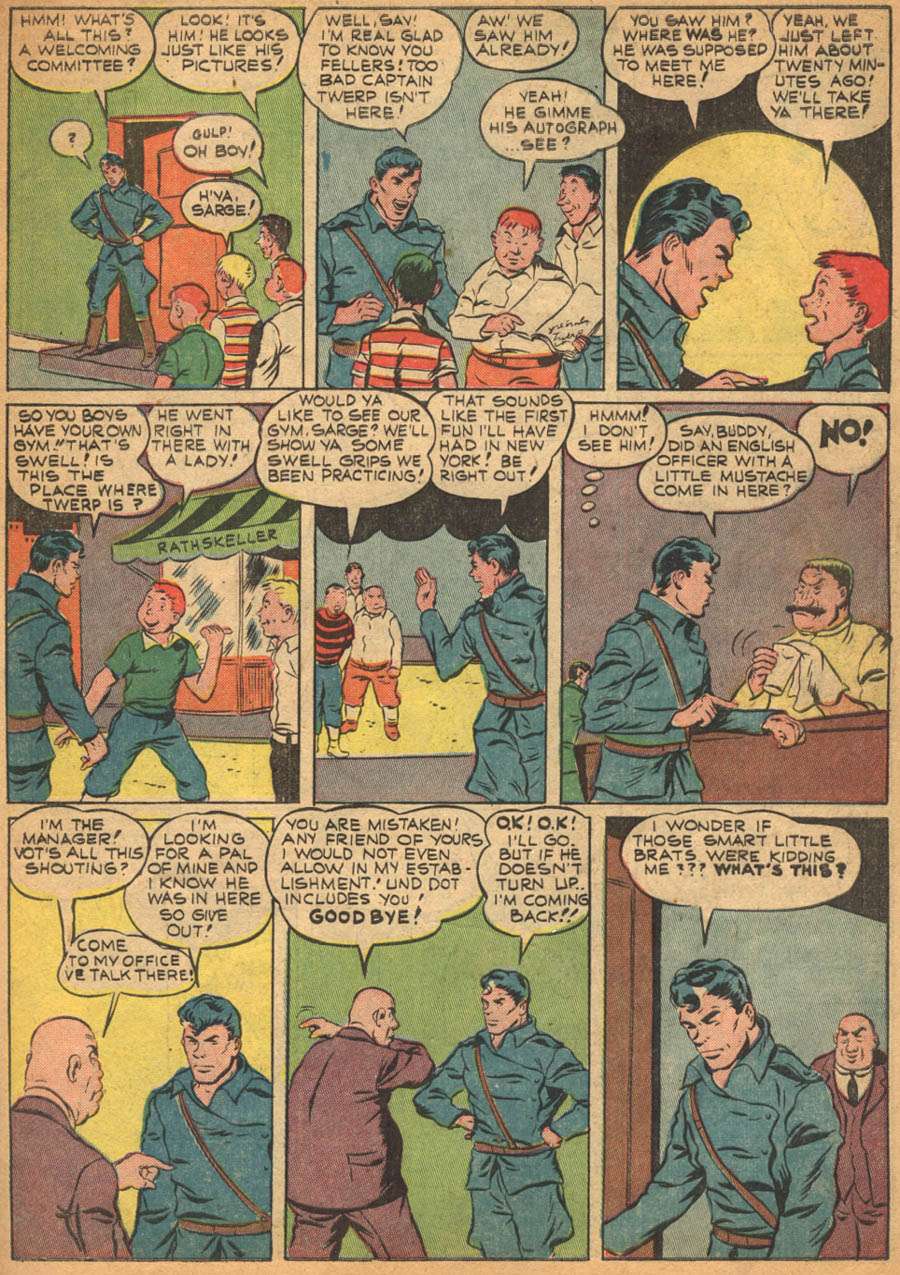 HMM! WHAT'S
ALL THIS?
A WELCOMING
COMMITTEE?
LOOK! IT'S
HIM! HE LOOKS
JUST LIKE HIS
PICTURES!
?
GULP!
OH BOY!
H'YA,
SARGE!
WELL, SAY!
I'M REAL GLAD
TO KNOW YOU
FELLERS! TOO
BAD CAPTAIN
TWERP ISN'T
HERE!
AW! WE
SAW HIM
ALREADY!
YEAH!
HE GIMME
HIS AUTOGRAPH
...SEE?
YOU SAW HIM?
WHERE WAS HE?
HE WAS SUPPOSED
TO MEET ME
HERE!
YEAH, WE
JUST LEFT
HIM ABOUT
TWENTY MIN-
UTES AGO!
WE'LL TAKE
YA THERE!
SO YOU BOYS
HAVE YOUR OWN
GYM." THAT'S
SWELL! IS
THIS THE
PLACE WHERE
TWERP IS?
HE WENT
RIGHT IN
THERE WITH
A LADY!
RATHSKELLER
WOULD YA
LIKE TO SEE OUR
GYM, SARGE? WE'LL
SHOW YA SOME
SWELL GRIPS WE
BEEN PRACTICING!
THAT SOUNDS
LIKE THE FIRST
FUN I'LL HAVE
HAD IN NEW
YORK! BE
RIGHT OUT!
HMMM!
I DON'T
SEE HIM!
SAY, BUDDY,
DID AN ENGLISH
OFFICER WITH A
LITTLE MUSTACHE
COME IN HERE?
NO!
I'M THE
MANAGER!
VOT'S ALL THIS
SHOUTING?
I'M
LOOKING
FOR A PAL
OF MINE AND
I KNOW HE
WAS IN HERE
SO GIVE
OUT!
COME
TO MY OFFICE
VE TALK THERE!
YOU ARE MISTAKEN!
ANY FRIEND OF YOURS
I WOULD NOT EVEN
ALLOW IN MY ESTAB-
LISHMENT! UND DOT
INCLUDES YOU!
GOOD BYE!
O.K! O.K!
I'LL GO.
BUT IF HE
DOESN'T
TURN UP..
I'M COMING
BACK!!
I WONDER IF
THOSE SMART LITTLE
BRATS WERE KIDDING
ME??? WHAT'S THIS?